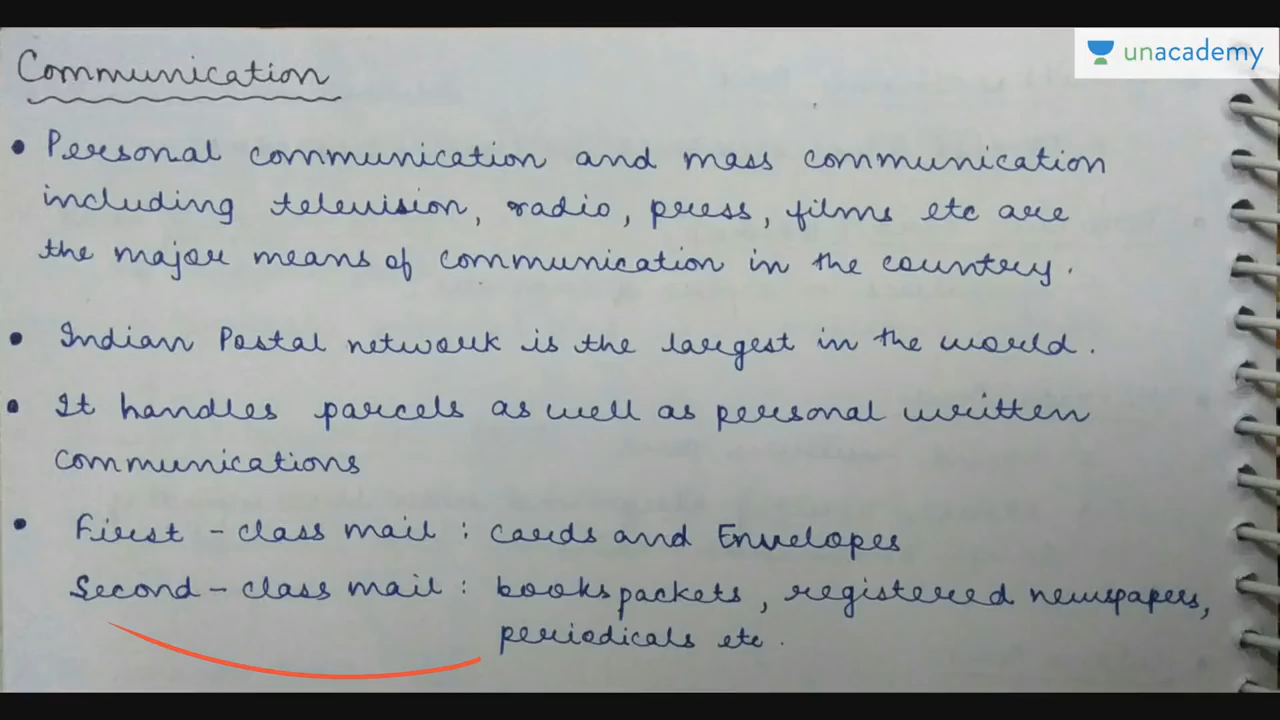 unacademy
Communication
• Personal communication and mass communication
including television, radio, press, films etc are
the major means of communication in the country.
• Indian Postal network is the largest in the world.
• It handles parcels as well as personal written
communications
• First - class mail : cards and Envelopes
Second - class mail : books packets, registered newspapers,
periodicals etc.